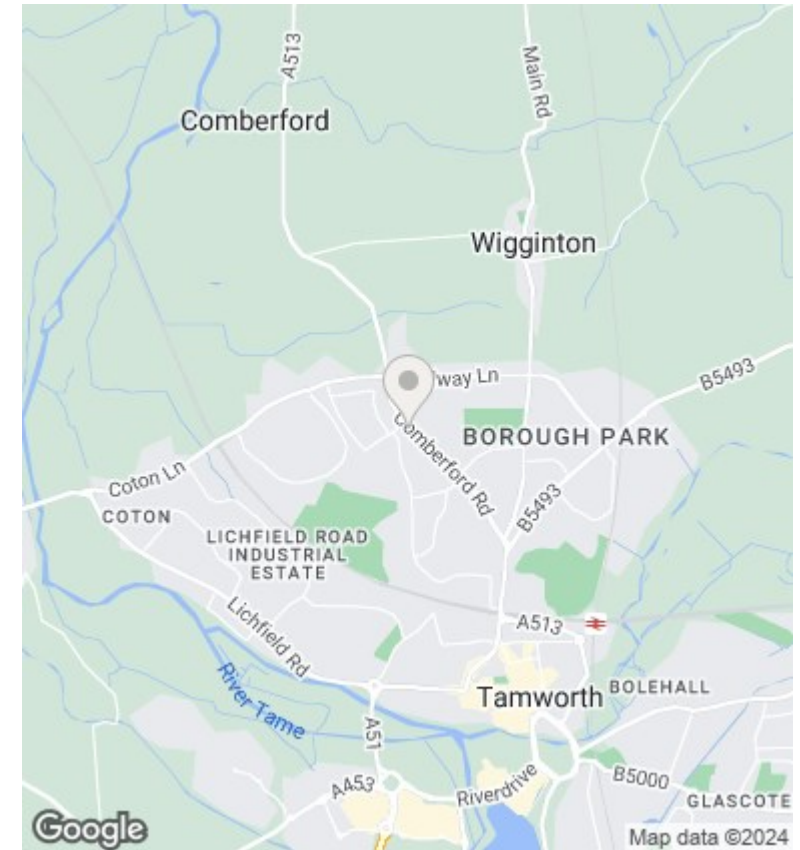 A513
Main Rd
Comberford
Wigginton
way Ln
B5493
Comberford Rd
BOROUGH PARK
Coton Ln
B5493
COTON
LICHFIELD ROAD
INDUSTRIAL
ESTATE
A513
Lichfield Rd
River Tame
Tamworth
BOLEHALL
A51
A453
Riverdrive
B5000
GLASCOTE
Google
Map data ©2024